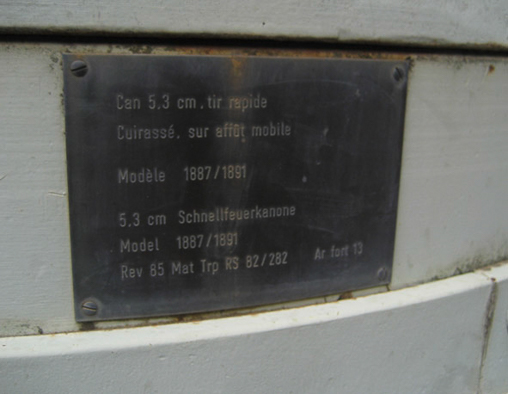 Can 5,3 cm, tir rapide
Cuirassé, sur affût mobile
Modèle 1887/1891
5,3 cm Schnellfeuerkanone
Model 1887/1891
Rev 85 Mat Trp RS 82/282 Ar fort 13